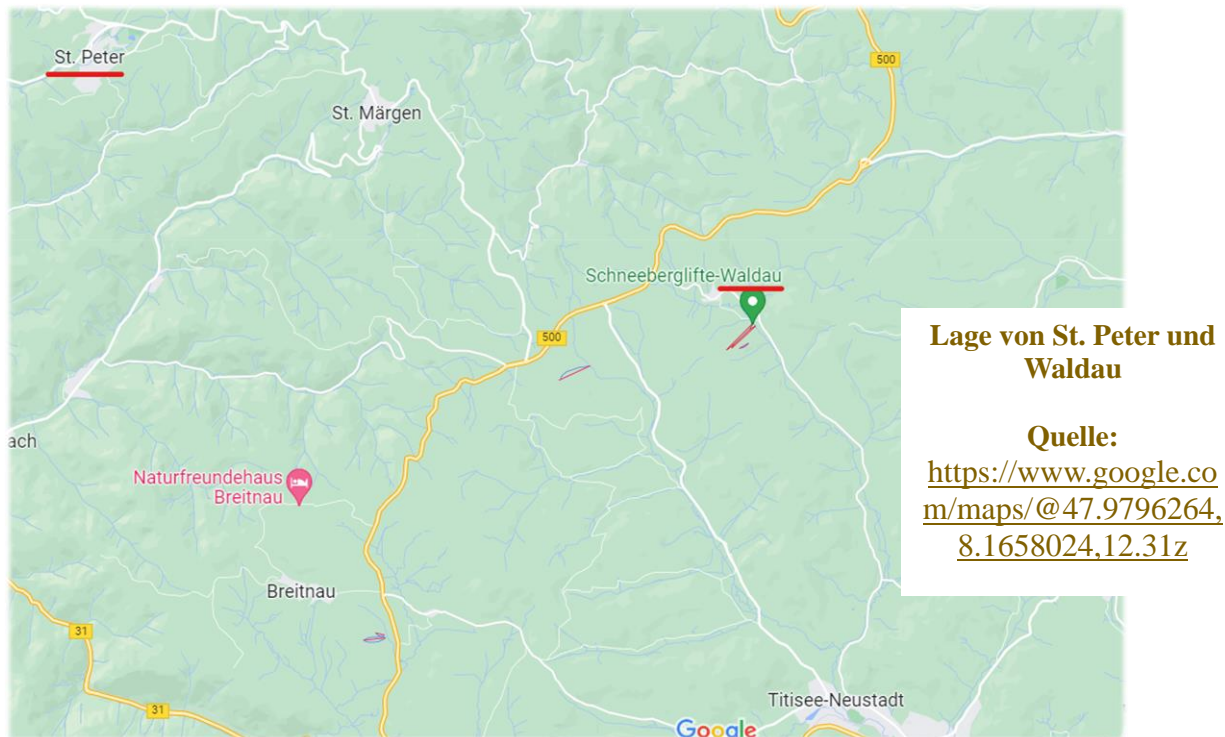 St. Peter
500
St. Märgen
Schneeberglifte-Waldau
500
ach
Naturfreundehaus
Breitnau
Breitnau
31
31
Titisee-Neustadt
Google
Lage von St. Peter und
Waldau
Quelle:
https://www.google.co
m/maps/@47.9796264,
8.1658024,12.31z